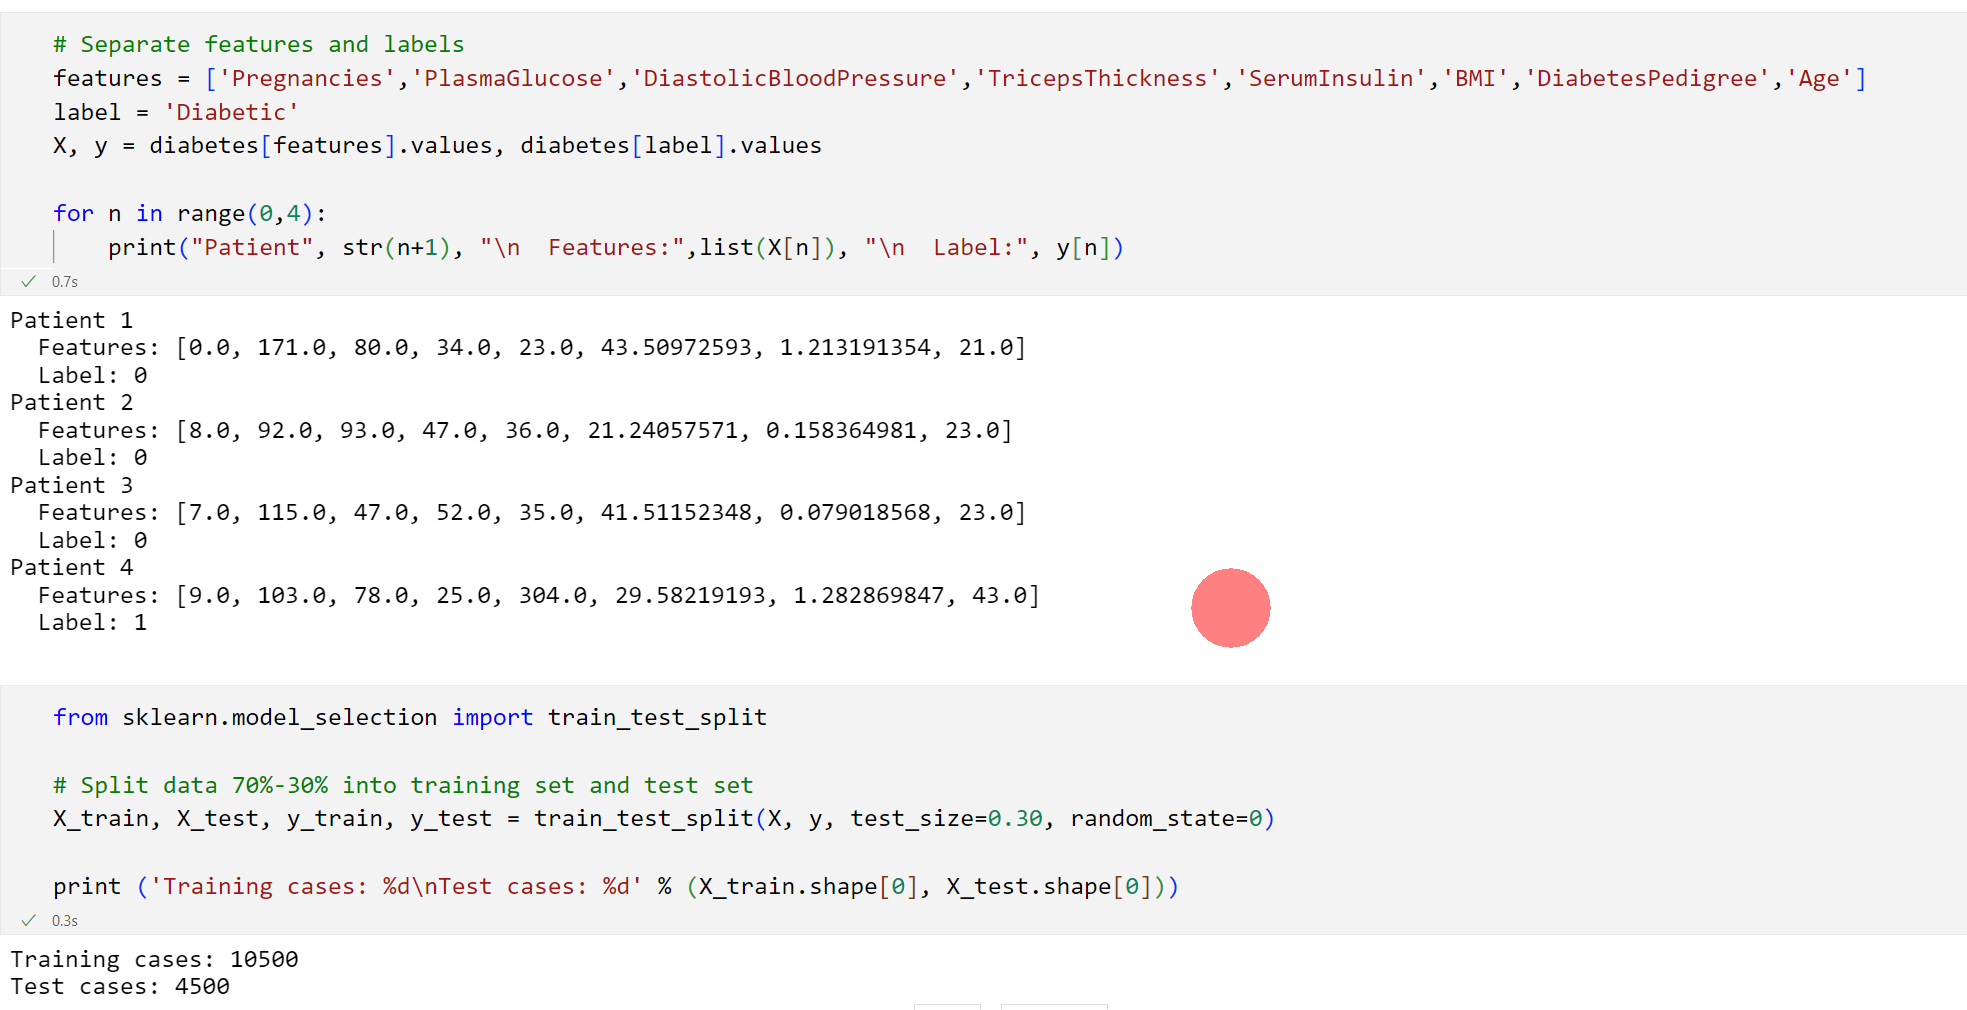 # Separate features and labels
features = ['Pregnancies','PlasmaGlucose','DiastolicBloodPressure','TricepsThickness','SerumInsulin','BMI','DiabetesPedigree','Age']
label = 'Diabetic'
X, y = diabetes[features].values, diabetes[label].values
for n in range(0,4):
    print("Patient", str(n+1), "\n  Features:",list(X[n]), "\n  Label:", y[n])
✓ 0.7s
Patient 1
  Features: [0.0, 171.0, 80.0, 34.0, 23.0, 43.50972593, 1.213191354, 21.0]
  Label: 0
Patient 2
  Features: [8.0, 92.0, 93.0, 47.0, 36.0, 21.24057571, 0.158364981, 23.0]
  Label: 0
Patient 3
  Features: [7.0, 115.0, 47.0, 52.0, 35.0, 41.51152348, 0.079018568, 23.0]
  Label: 0
Patient 4
  Features: [9.0, 103.0, 78.0, 25.0, 304.0, 29.58219193, 1.282869847, 43.0]
  Label: 1
from sklearn.model_selection import train_test_split
# Split data 70%-30% into training set and test set
X_train, X_test, y_train, y_test = train_test_split(X, y, test_size=0.30, random_state=0)
print ('Training cases: %d\nTest cases: %d' % (X_train.shape[0], X_test.shape[0]))
✓ 0.3s
Training cases: 10500
Test cases: 4500